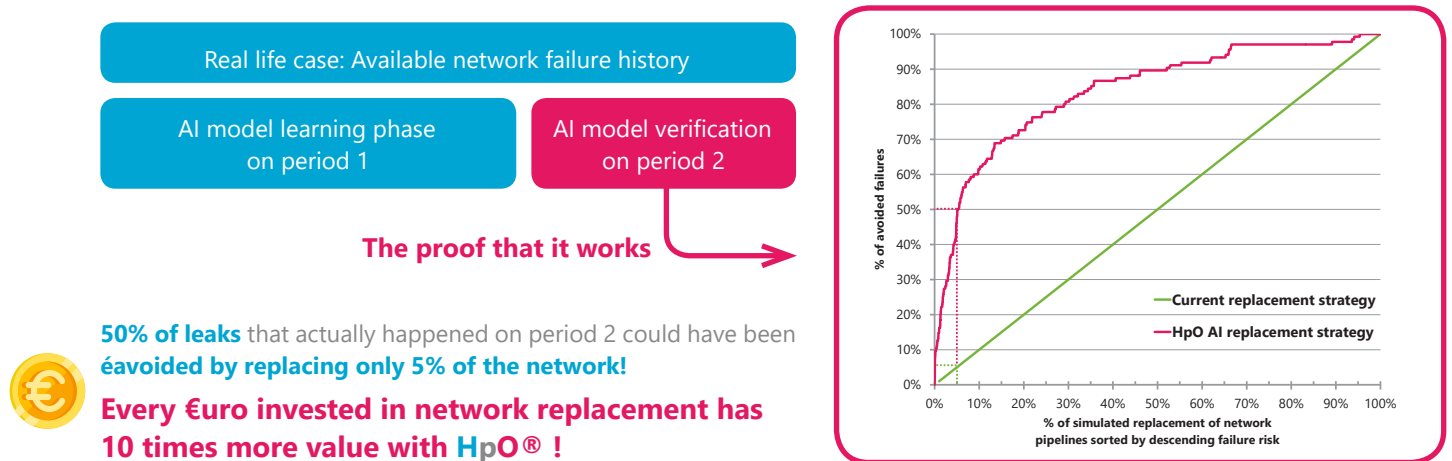 Real life case: Available network failure history
AI model learning phase
on period 1
AI model verification
on period 2
The proof that it works
50% of leaks that actually happened on period 2 could have been
éavoided by replacing only 5% of the network!
€
Every €uro invested in network replacement has
10 times more value with HpO® !
% of avoided failures
100%
90%
80%
70%
60%
50%
40%
30%
20%
10%
0%
Current replacement strategy
HpO AI replacement strategy
0% 10% 20% 30% 40% 50% 60% 70% 80% 90% 100%
% of simulated replacement of network
pipelines sorted by descending failure risk